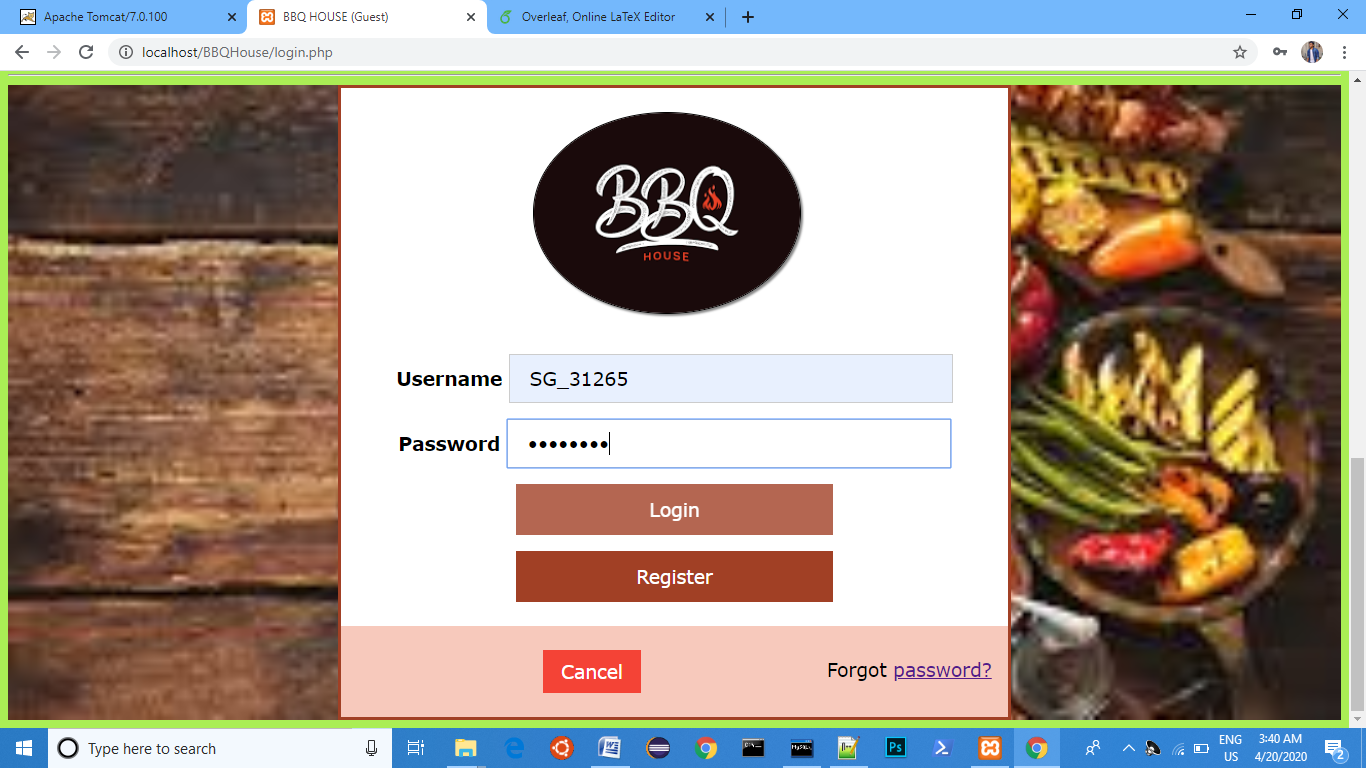 Apache Tomcat/7.0.100
BBQ HOUSE (Guest)
Overleaf, Online LaTeX Editor
localhost/BBQHouse/login.php
BBQ
HOUSE
Username SG_31265
Password ••••••••
Login
Register
Cancel
Forgot password?
Type here to search
ENG
US
3:40 AM
4/20/2020
2